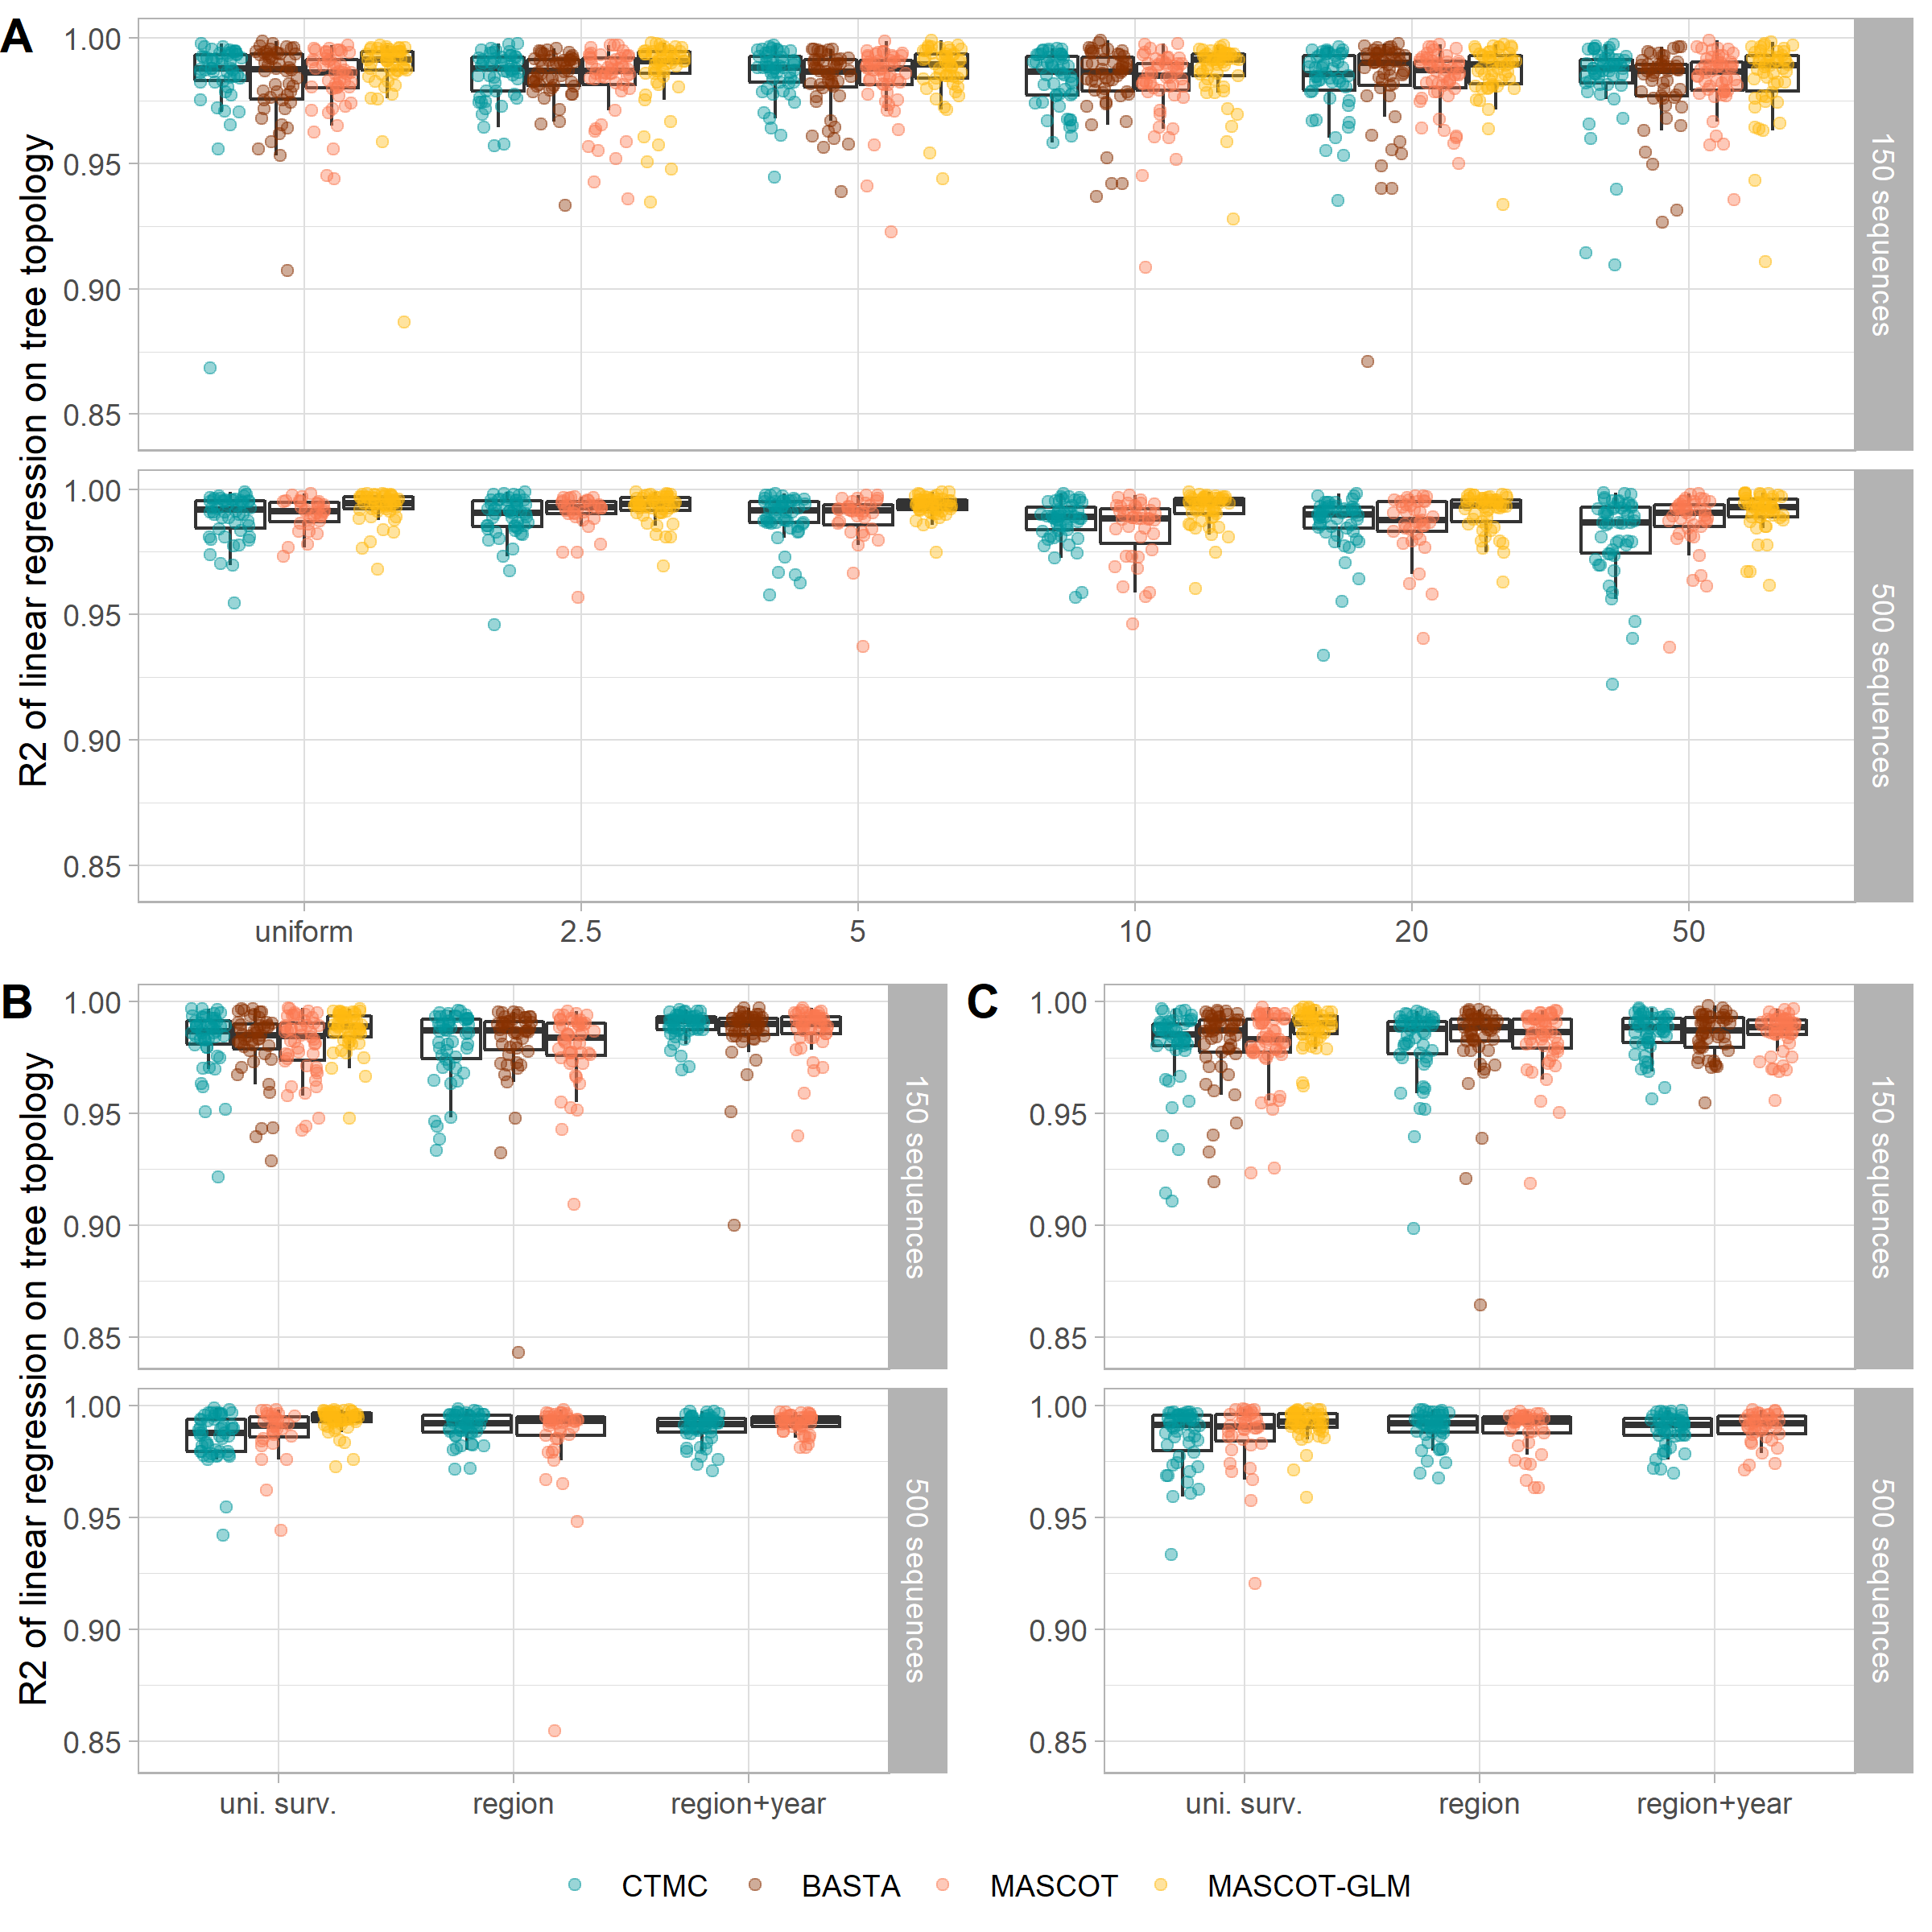 A
R2 of linear regression on tree topology
1.00
0.95
0.90
0.85
150 sequences
1.00
0.95
0.90
0.85
500 sequences
uniform
2.5
5
10
20
50
B
R2 of linear regression on tree topology
1.00
0.95
0.90
0.85
150 sequences
1.00
0.95
0.90
0.85
500 sequences
uni. surv.
region
region+year
C
1.00
0.95
0.90
0.85
150 sequences
1.00
0.95
0.90
0.85
500 sequences
uni. surv.
region
region+year
CTMC
BASTA
MASCOT
MASCOT-GLM